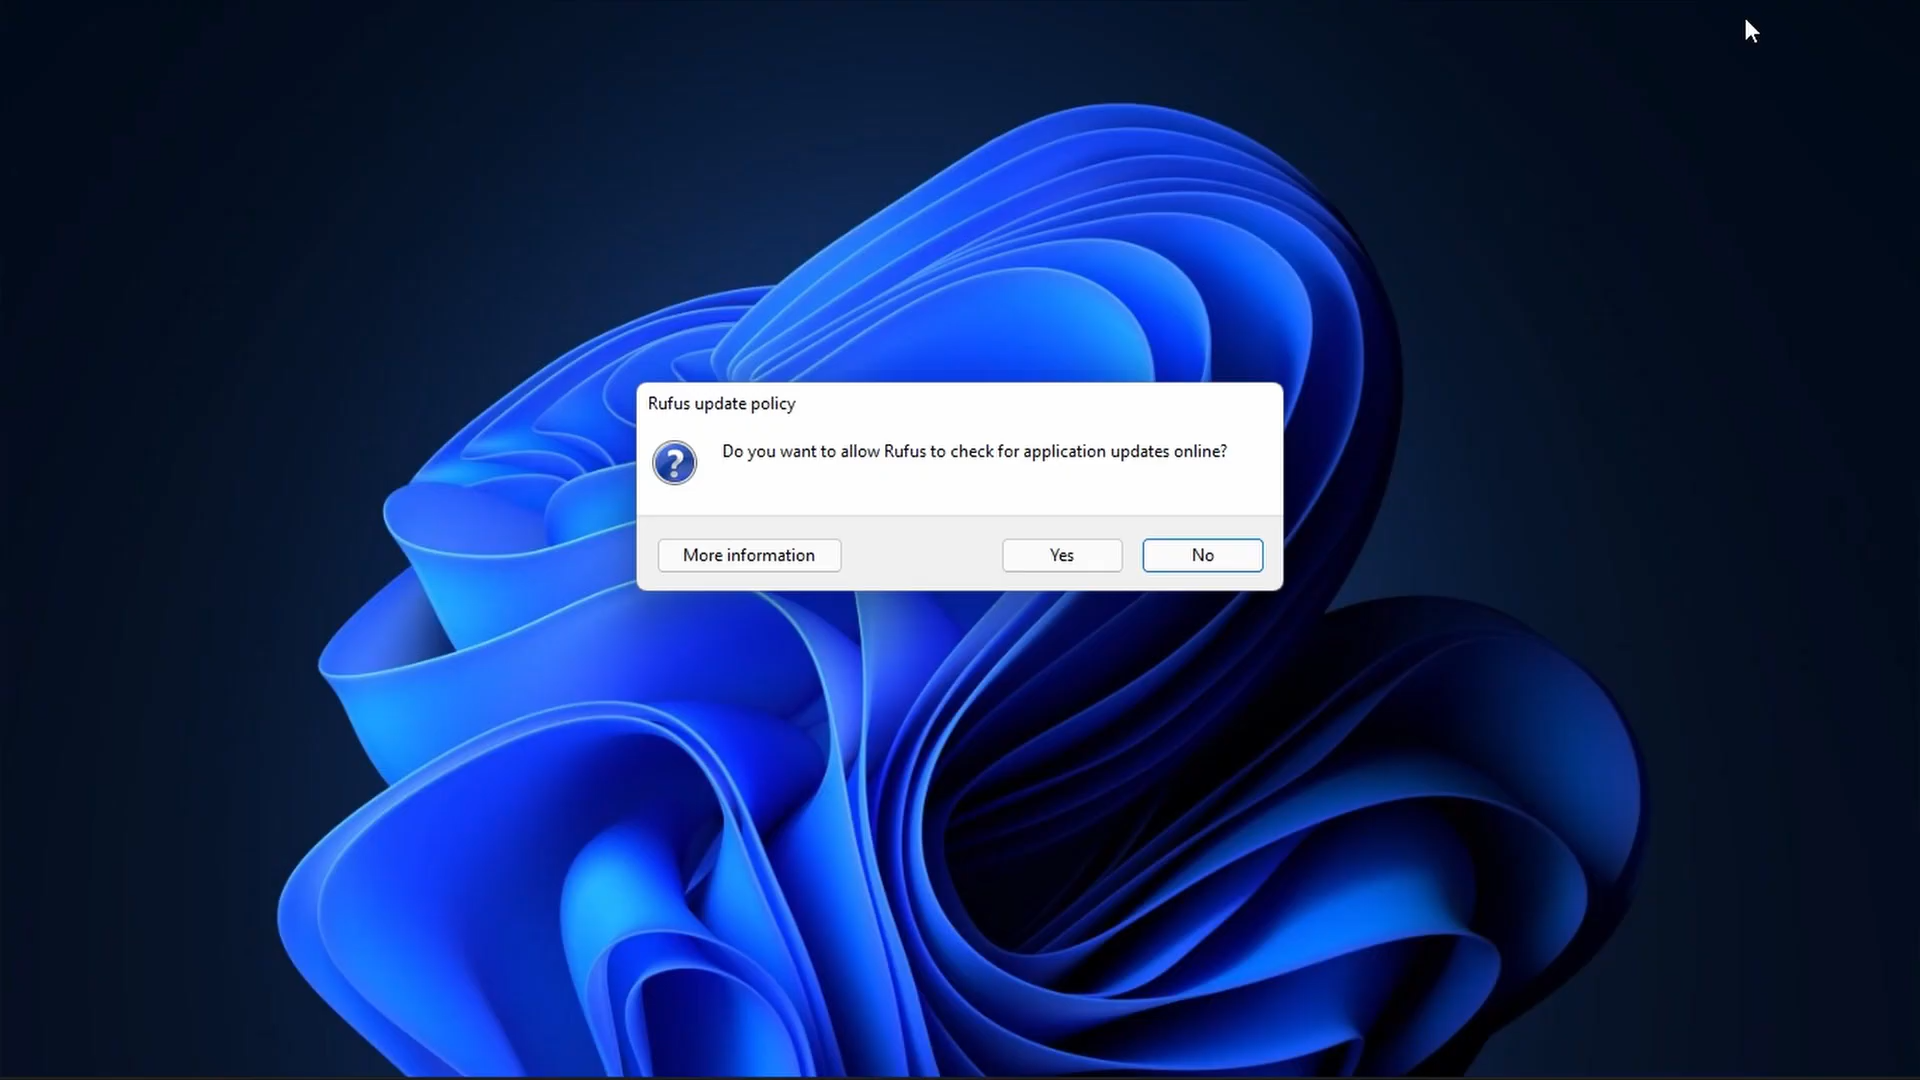 Rufus update policy
Do you want to allow Rufus to check for application updates online?
More information
Yes
No